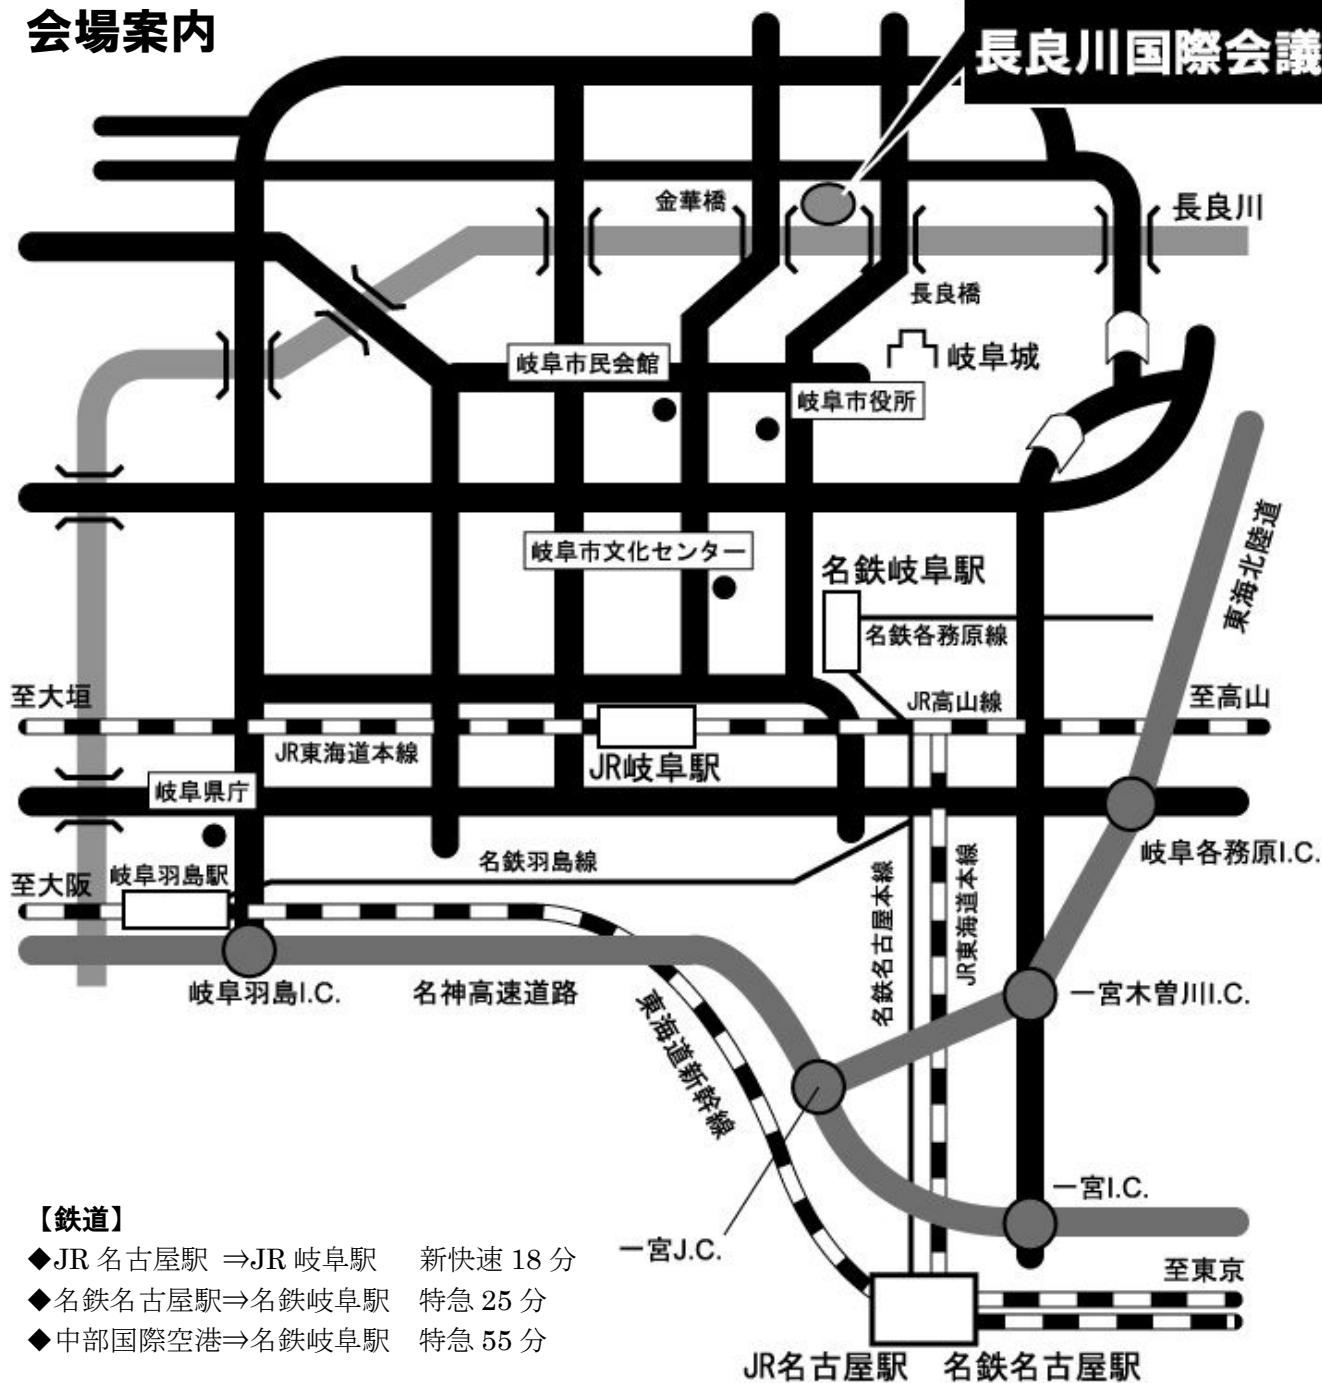 会場案内
長良川国際会議
金華橋
長良川
長良橋
岐阜市民会館
岐阜城
岐阜市役所
東海北陸道
岐阜市文化センター
名鉄岐阜駅
名鉄各務原線
至大垣
JR高山線
至高山
JR東海道本線
JR岐阜駅
岐阜県庁
岐阜各務原I.C.
名鉄羽島線
至大阪
岐阜羽島駅
名鉄名古屋本線
JR東海道本線
岐阜羽島I.C.
名神高速道路
一宮木曽川I.C.
東海道新幹線
一宮I.C.
一宮J.C.
至東京
【鉄道】
◆JR 名古屋駅 ⇒JR 岐阜駅 新快速 18 分
◆名鉄名古屋駅⇒名鉄岐阜駅 特急 25 分
◆中部国際空港⇒名鉄岐阜駅 特急 55 分
JR名古屋駅 名鉄名古屋駅